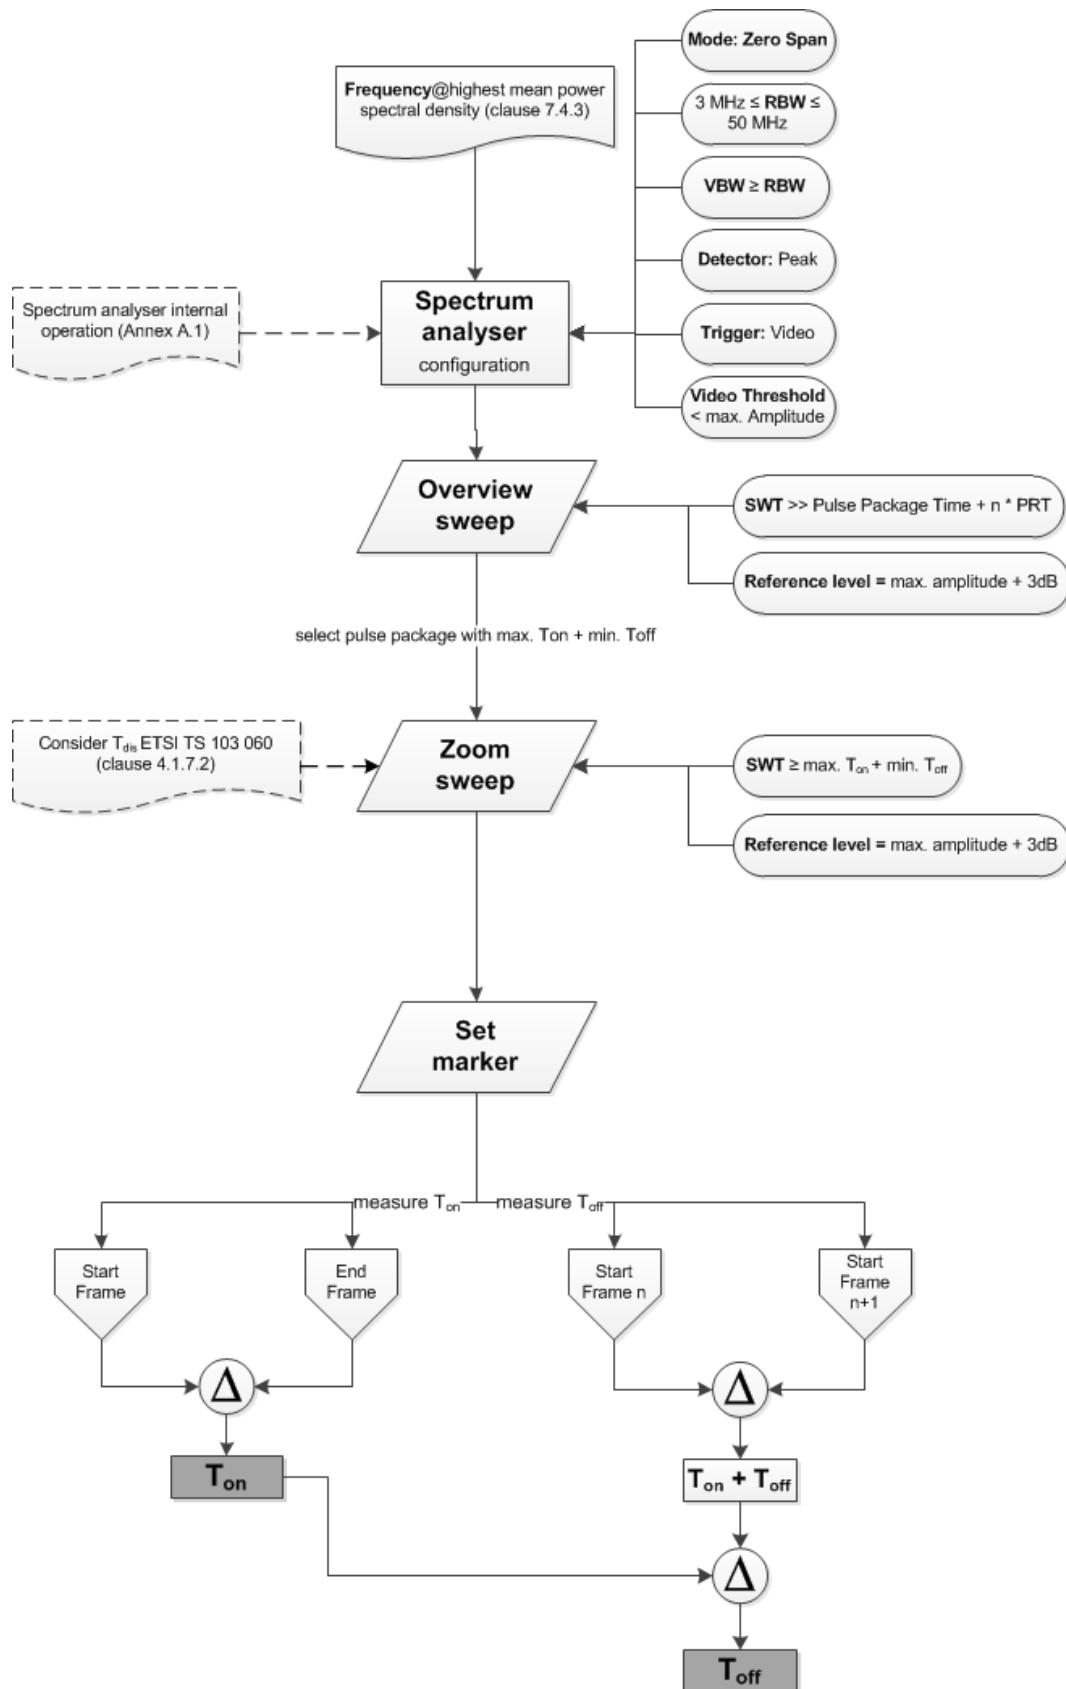 Mode: Zero Span
Frequency@highest mean power
spectral density (clause 7.4.3)
3 MHz ≤ RBW ≤
50 MHz
VBW ≥ RBW
Detector: Peak
Spectrum analyser internal
operation (Annex A.1)
Spectrum
analyser
configuration
Trigger: Video
Video Threshold
< max. Amplitude
Overview
sweep
SWT >> Pulse Package Time + n * PRT
Reference level = max. amplitude + 3dB
select pulse package with max. Ton + min. Toff
Consider Tdis ETSI TS 103 060
(clause 4.1.7.2)
Zoom
sweep
SWT ≥ max. Ton + min. Toff
Reference level = max. amplitude + 3dB
Set
marker
measure Ton
measure Toff
Start
Frame
End
Frame
Start
Frame n
Start
Frame
n+1
Δ
Δ
Ton
Ton + Toff
Δ
Toff